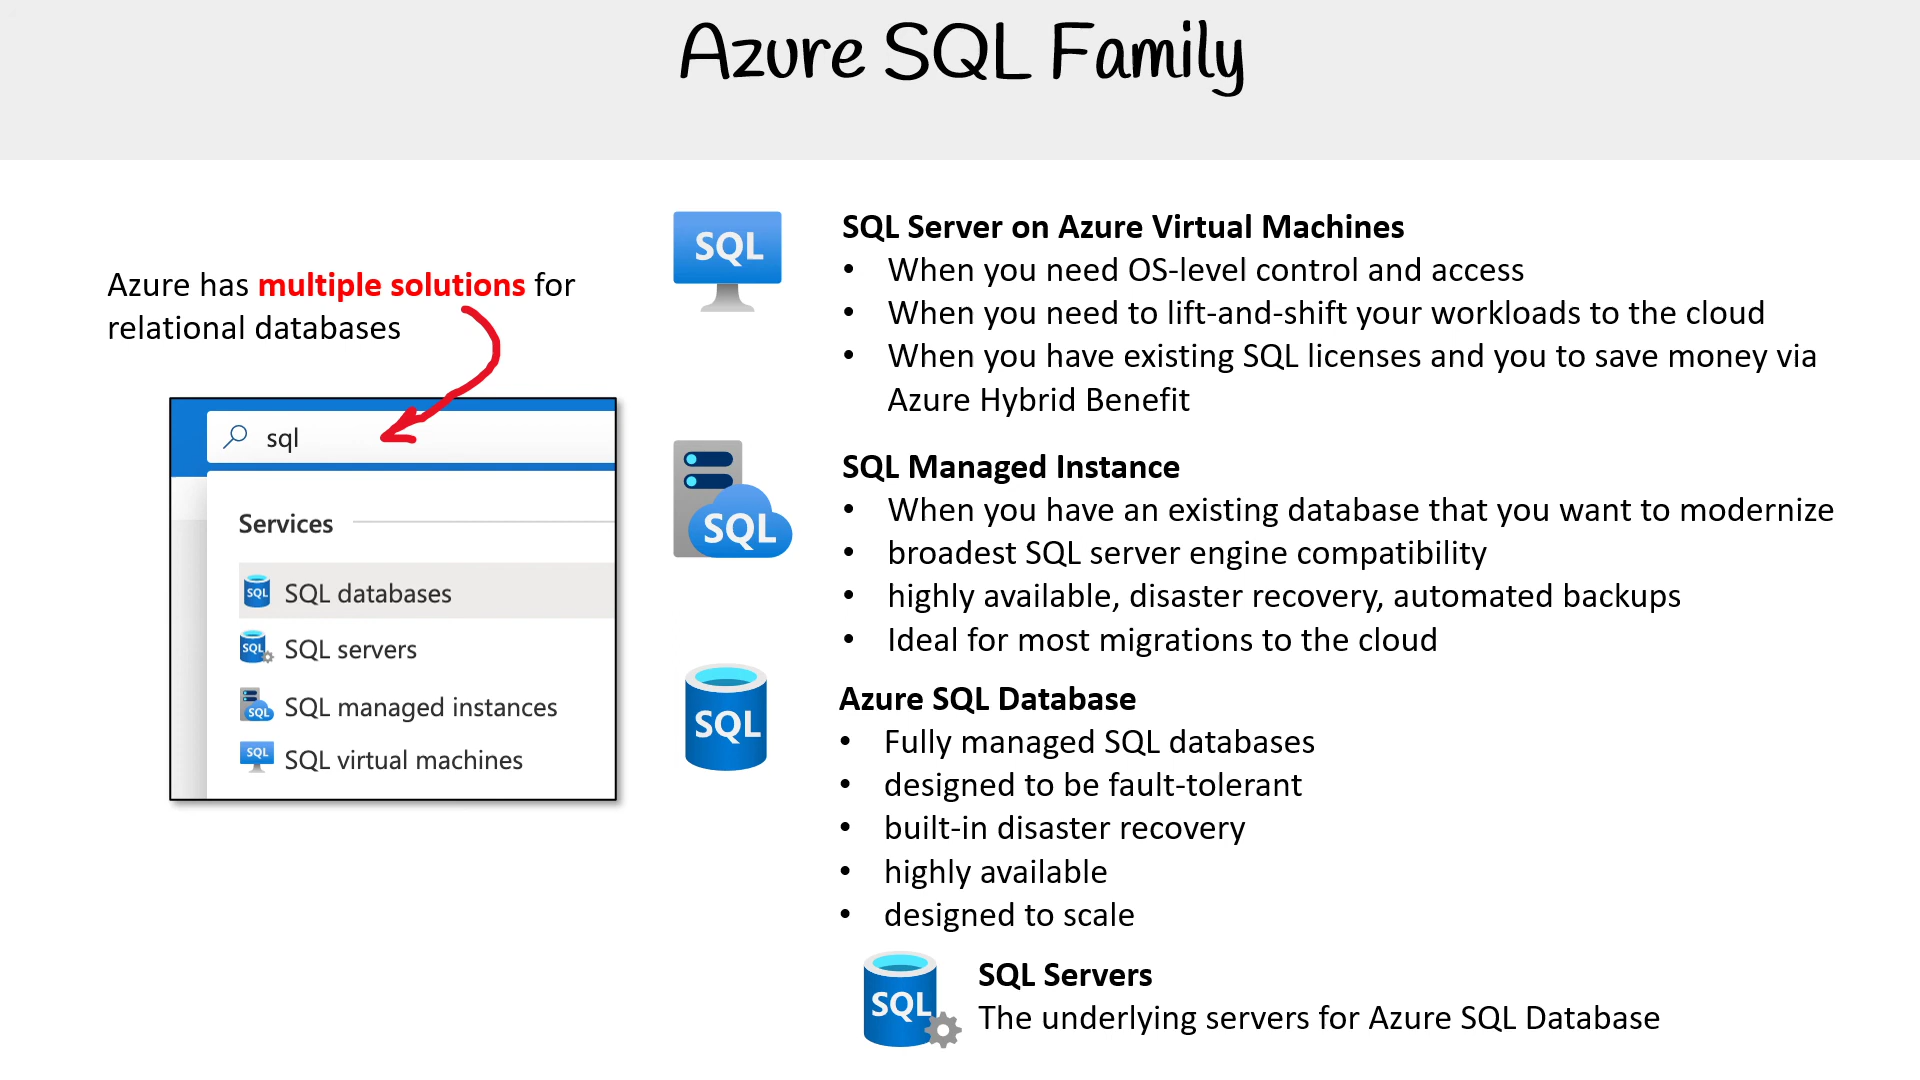 Azure SQL Family
Azure has multiple solutions for
relational databases
sql
Services
SQL SQL databases
SQL SQL servers
SQL SQL managed instances
SQL SQL virtual machines
SQL
SQL Server on Azure Virtual Machines
• When you need OS-level control and access
• When you need to lift-and-shift your workloads to the cloud
• When you have existing SQL licenses and you to save money via
Azure Hybrid Benefit
SQL
SQL Managed Instance
• When you have an existing database that you want to modernize
• broadest SQL server engine compatibility
• highly available, disaster recovery, automated backups
• Ideal for most migrations to the cloud
SQL
Azure SQL Database
• Fully managed SQL databases
• designed to be fault-tolerant
• built-in disaster recovery
• highly available
• designed to scale
SQL
SQL Servers
The underlying servers for Azure SQL Database